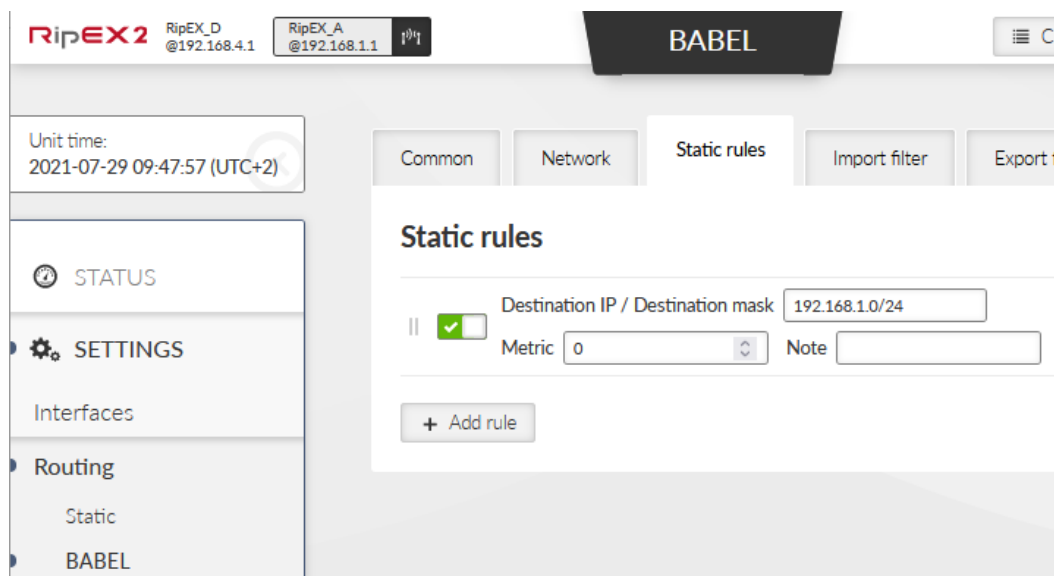 RipEX2
RipEX_D
@192.168.4.1
RipEX_A
@192.168.1.1
BABEL
C
Unit time:
2021-07-29 09:47:57 (UTC+2)
Common
Network
Static rules
Import filter
Export
Static rules
STATUS
Destination IP / Destination mask 192.168.1.0/24
Metric 0 Note
SETTINGS
Interfaces
+ Add rule
Routing
Static
BABEL